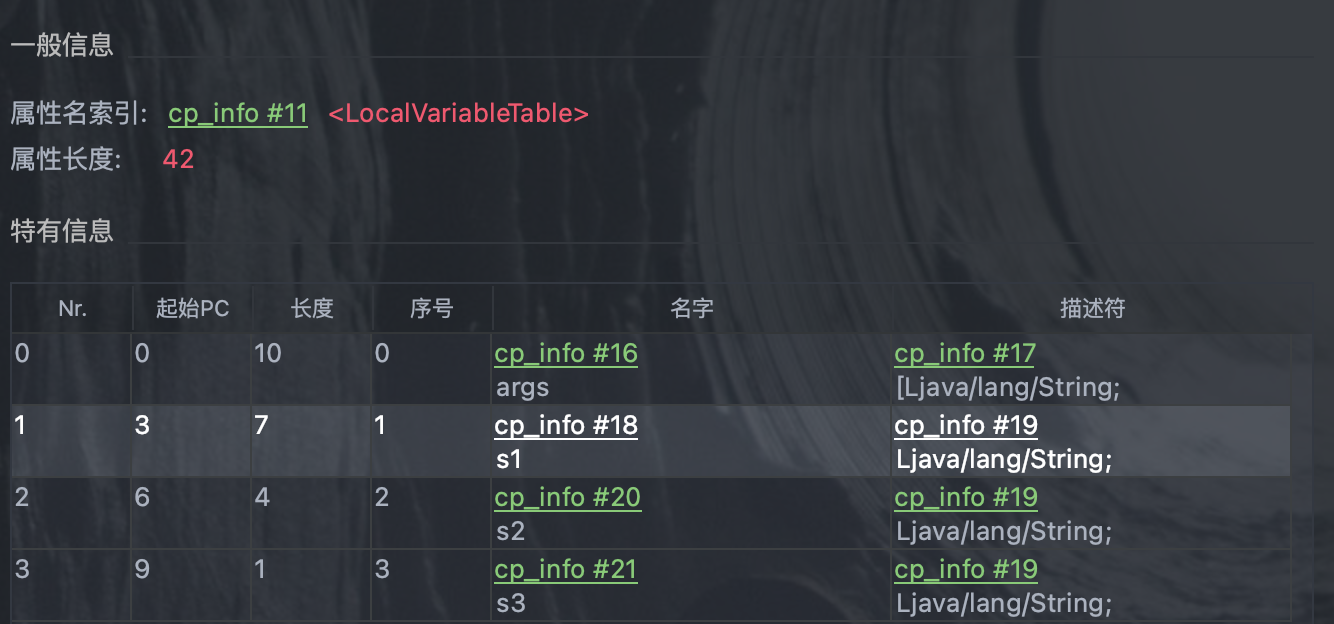 一般信息
属性名索引: cp_info #11 <LocalVariableTable>
属性长度: 42
特有信息
Nr. 起始PC 长度 序号 名字 描述符
0 0 10 0 cp_info #16 cp_info #17
args [Ljava/lang/String;
1 3 7 1 cp_info #18 cp_info #19
s1 Ljava/lang/String;
2 6 4 2 cp_info #20 cp_info #19
s2 Ljava/lang/String;
3 9 1 3 cp_info #21 cp_info #19
s3 Ljava/lang/String;